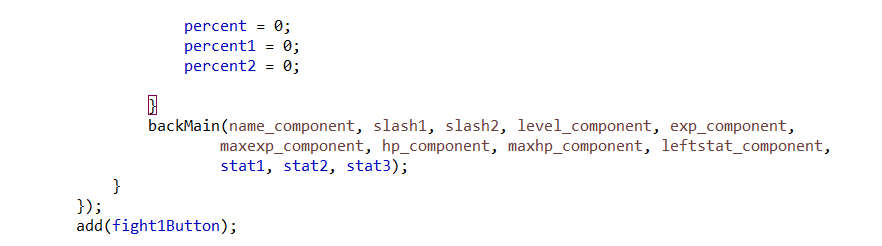 percent = 0;
percent1 = 0;
percent2 = 0;
}
backMain(name_component, slash1, slash2, level_component, exp_component,
maxexp_component, hp_component, maxhp_component, leftstat_component,
stat1, stat2, stat3);
}
});
add(fight1Button);